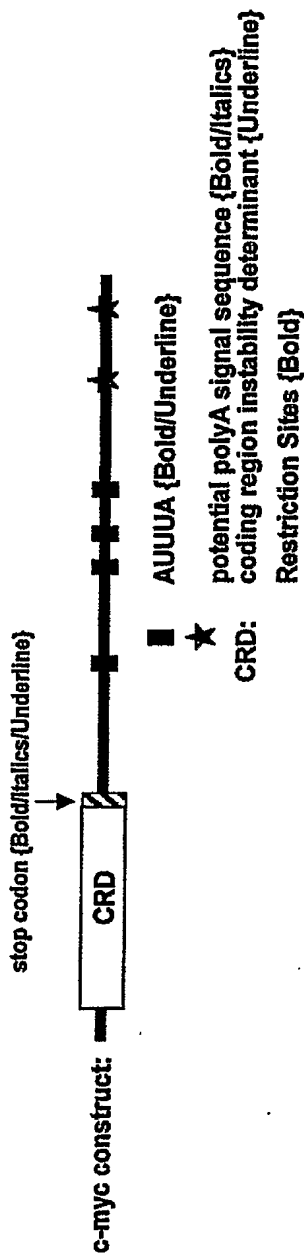 stop codon {Bold/Italics/Underline}
c-myc construct:
CRD
AUUUA {Bold/Underline}
potential polyA signal sequence {Bold/Italics}
CRD: coding region instability determinant {Underline}
Restriction Sites {Bold}